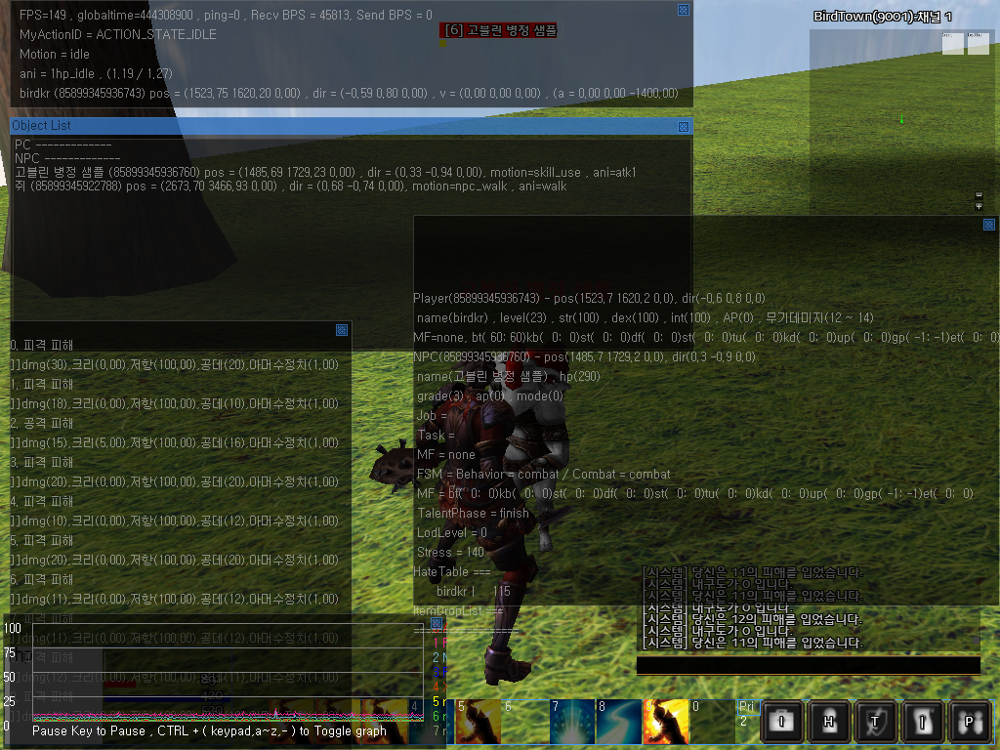 FPS=149 , globaltime=444308900 , ping=0 , Recv BPS = 45813, Send BPS = 0
MyActionID = ACTION_STATE_IDLE
Motion = idle
ani = 1hp_idle , (1,19 / 1,27)
birdkr (85899345936743) pos = (1523,75 1620,20 0,00) , dir = (-0,59 0,80 0,00) , v = (0,00 0,00 0,00) , (a = 0,00 0,00 -1400,00)
[6] 고블린 병정 샘플
BirdTown(9001)-채널 1
Object List
PC -------------
NPC -------------
고블린 병정 샘플 (85899345936760) pos = (1485,69 1729,23 0,00) , dir = (0,33 -0,94 0,00), motion=skill_use , ani=atk1
쥐 (85899345922788) pos = (2673,70 3466,93 0,00) , dir = (0,68 -0,74 0,00), motion=npc_walk , ani=walk
Player(85899345936743) - pos(1523,7 1620,2 0,0), dir(-0,6 0,8 0,0)
name(birdkr) , level(23) , str(100) , dex(100) , int(100) , AP(0) , 무기데미지(12 ~ 14)
MF=none, bt( 60: 60)kb( 0: 0)st( 0: 0)df( 0: 0)st( 0: 0)tu( 0: 0)kd( 0: 0)up( 0: 0)gp( -1: -1)et( 0: 0)
NPC(85899345936760) - pos(1485,7 1729,2 0,0), dir(0,3 -0,9 0,0)
name(고블린 병정 샘플) , hp(290)
grade(3) , ap(0) , mode(0)
Job =
Task =
MF = none
FSM = Behavior = combat / Combat = combat
MF = bt( 0: 0)kb( 0: 0)st( 0: 0)df( 0: 0)st( 0: 0)tu( 0: 0)kd( 0: 0)up( 0: 0)gp( -1: -1)et( 0: 0)
TalentPhase = finish
LodLevel = 0
Stress = 140
HateTable ===
birdkr | 115
ItemDropList ===
0, 피격 피해
]]dmg(30),크리(0,00),저항(100,00),공데(20),아머수정치(1,00)
1, 피격 피해
]]dmg(18),크리(0,00),저항(100,00),공데(10),아머수정치(1,00)
2, 공격 피해
]]dmg(15),크리(5,00),저항(100,00),공데(16),아머수정치(1,00)
3, 피격 피해
]]dmg(20),크리(0,00),저항(100,00),공데(20),아머수정치(1,00)
4, 피격 피해
]]dmg(10),크리(0,00),저항(100,00),공데(12),아머수정치(1,00)
5, 피격 피해
]]dmg(20),크리(0,00),저항(100,00),공데(20),아머수정치(1,00)
6, 피격 피해
]]dmg(11),크리(0,00),저항(100,00),공데(12),아머수정치(1,00)
피격 피해
]]dmg(11),크리(0,00),저항(100,00),공데(12),아머수정치(1,00)
피격 피해
]]dmg(12),크리(0,00),저항(100,00),공데(11),아머수정치(1,00)
피격 피해
[시스템] 당신은 11의 피해를 입었습니다.
[시스템] 내구도가 0 입니다.
[시스템] 당신은 11의 피해를 입었습니다.
[시스템] 내구도가 0 입니다.
[시스템] 당신은 12의 피해를 입었습니다.
[시스템] 내구도가 0 입니다.
[시스템] 당신은 11의 피해를 입었습니다.
100
75
50
25
0
Pause Key to Pause , CTRL + ( keypad,a~z,- ) to Toggle graph
4 5 6 7 8 0
Pri
2
I H T I P